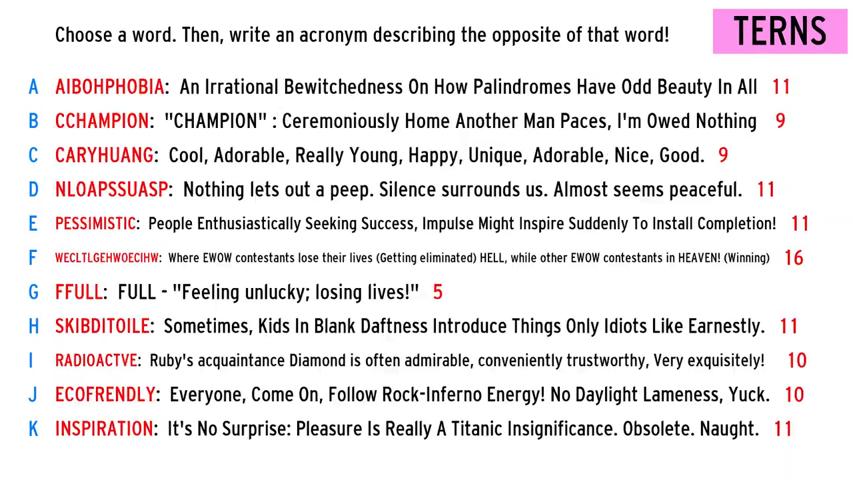 Choose a word. Then, write an acronym describing the opposite of that word!
TERNS
A AIBOHPHOBIA: An Irrational Bewitchedness On How Palindromes Have Odd Beauty In All 11
B CCHAMPION: "CHAMPION" : Ceremoniously Home Another Man Paces, I'm Owed Nothing 9
C CARYHUANG: Cool, Adorable, Really Young, Happy, Unique, Adorable, Nice, Good. 9
D NLOAPSSUASP: Nothing lets out a peep. Silence surrounds us. Almost seems peaceful. 11
E PESSIMISTIC: People Enthusiastically Seeking Success, Impulse Might Inspire Suddenly To Install Completion! 11
F WECLTLGEHWOECIHW: Where EWOW contestants lose their lives (Getting eliminated) HELL, while other EWOW contestants in HEAVEN! (Winning) 16
G FFULL: FULL - "Feeling unlucky; losing lives!" 5
H SKIBDITOILE: Sometimes, Kids In Blank Daftness Introduce Things Only Idiots Like Earnestly. 11
I RADIOACTVE: Ruby's acquaintance Diamond is often admirable, conveniently trustworthy, Very exquisitely! 10
J ECOFRENDLY: Everyone, Come On, Follow Rock-Inferno Energy! No Daylight Lameness, Yuck. 10
K INSPIRATION: It's No Surprise: Pleasure Is Really A Titanic Insignificance. Obsolete. Naught. 11